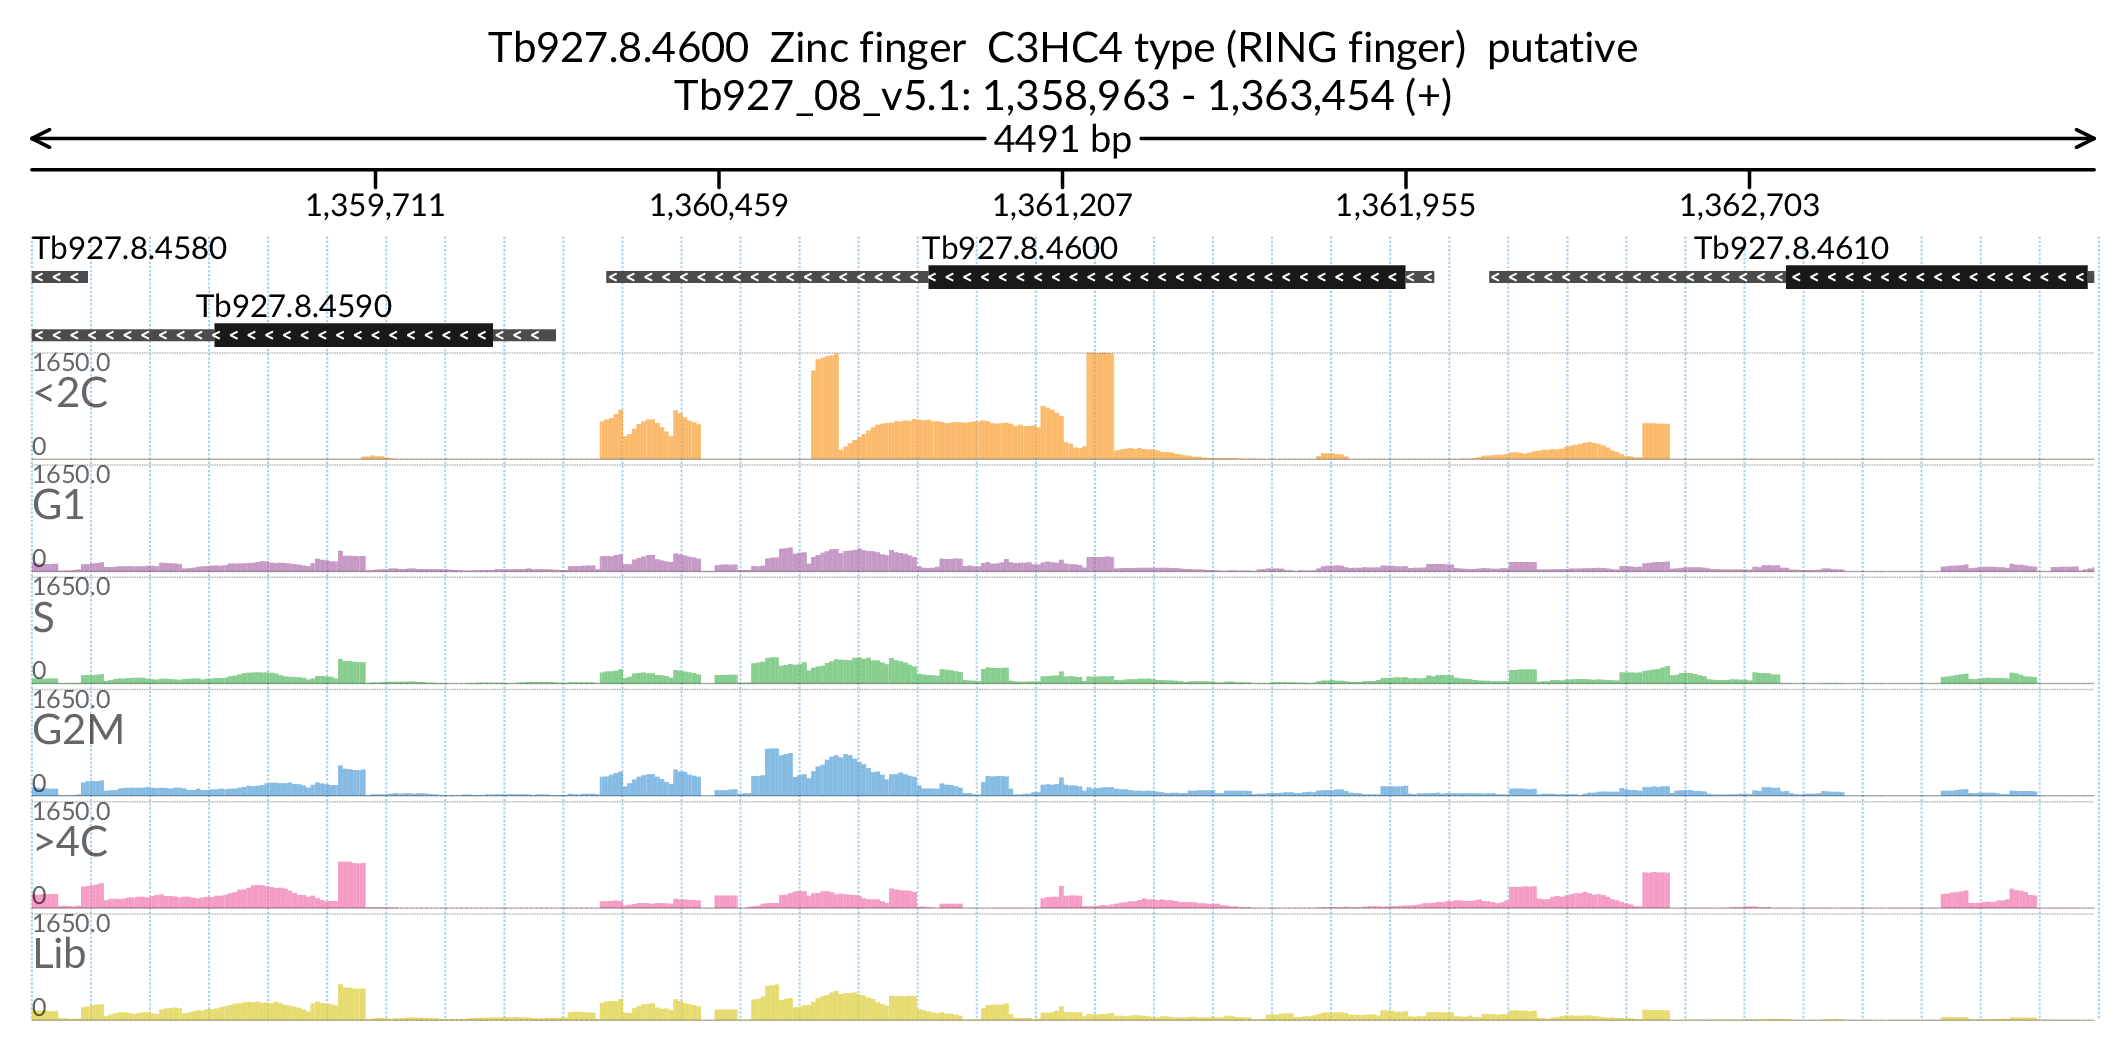 Tb927.8.4600 Zinc finger C3HC4 type (RING finger) putative
Tb927_08_v5.1: 1,358,963 - 1,363,454 (+)
4491 bp
1,359,711 1,360,459 1,361,207 1,361,955 1,362,703
Tb927.8.4580 Tb927.8.4600 Tb927.8.4610
Tb927.8.4590
1650.0
<2C
0
1650.0
G1
0
1650.0
S
0
1650.0
G2M
0
1650.0
>4C
0
1650.0
Lib
0